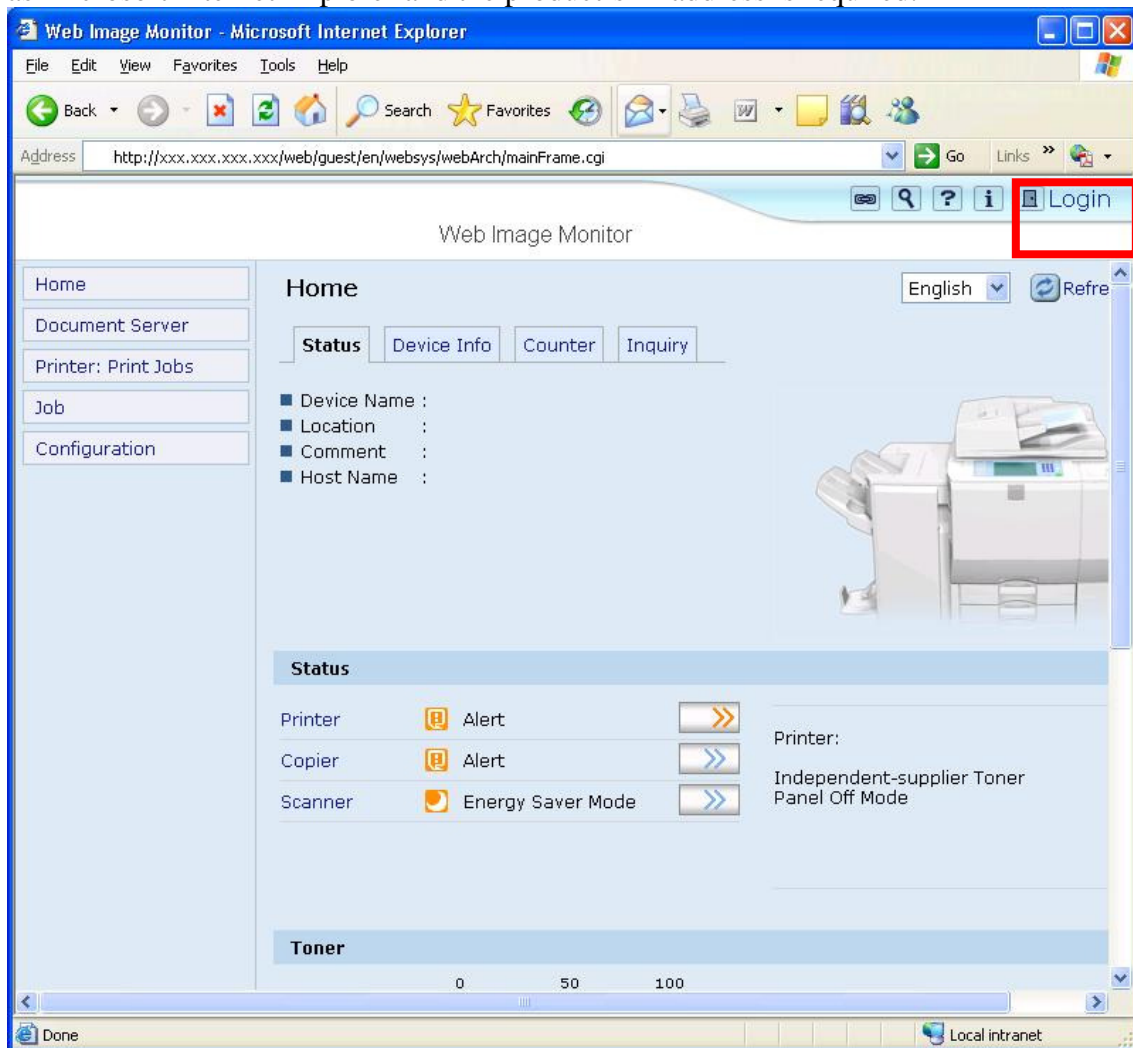 Web Image Monitor - Microsoft Internet Explorer
File Edit View Favorites Tools Help
Back Search Favorites
Address http://xxx.xxx.xxx.xxx/web/guest/en/websys/webArch/mainFrame.cgi Go Links »
? i Login
Web Image Monitor
Home
Document Server
Printer: Print Jobs
Job
Configuration
Home English Refre
Status Device Info Counter Inquiry
Device Name :
Location :
Comment :
Host Name :
Status
Printer Alert
Copier Alert
Scanner Energy Saver Mode
Printer:
Independent-supplier Toner
Panel Off Mode
Toner
0 50 100
Done Local intranet